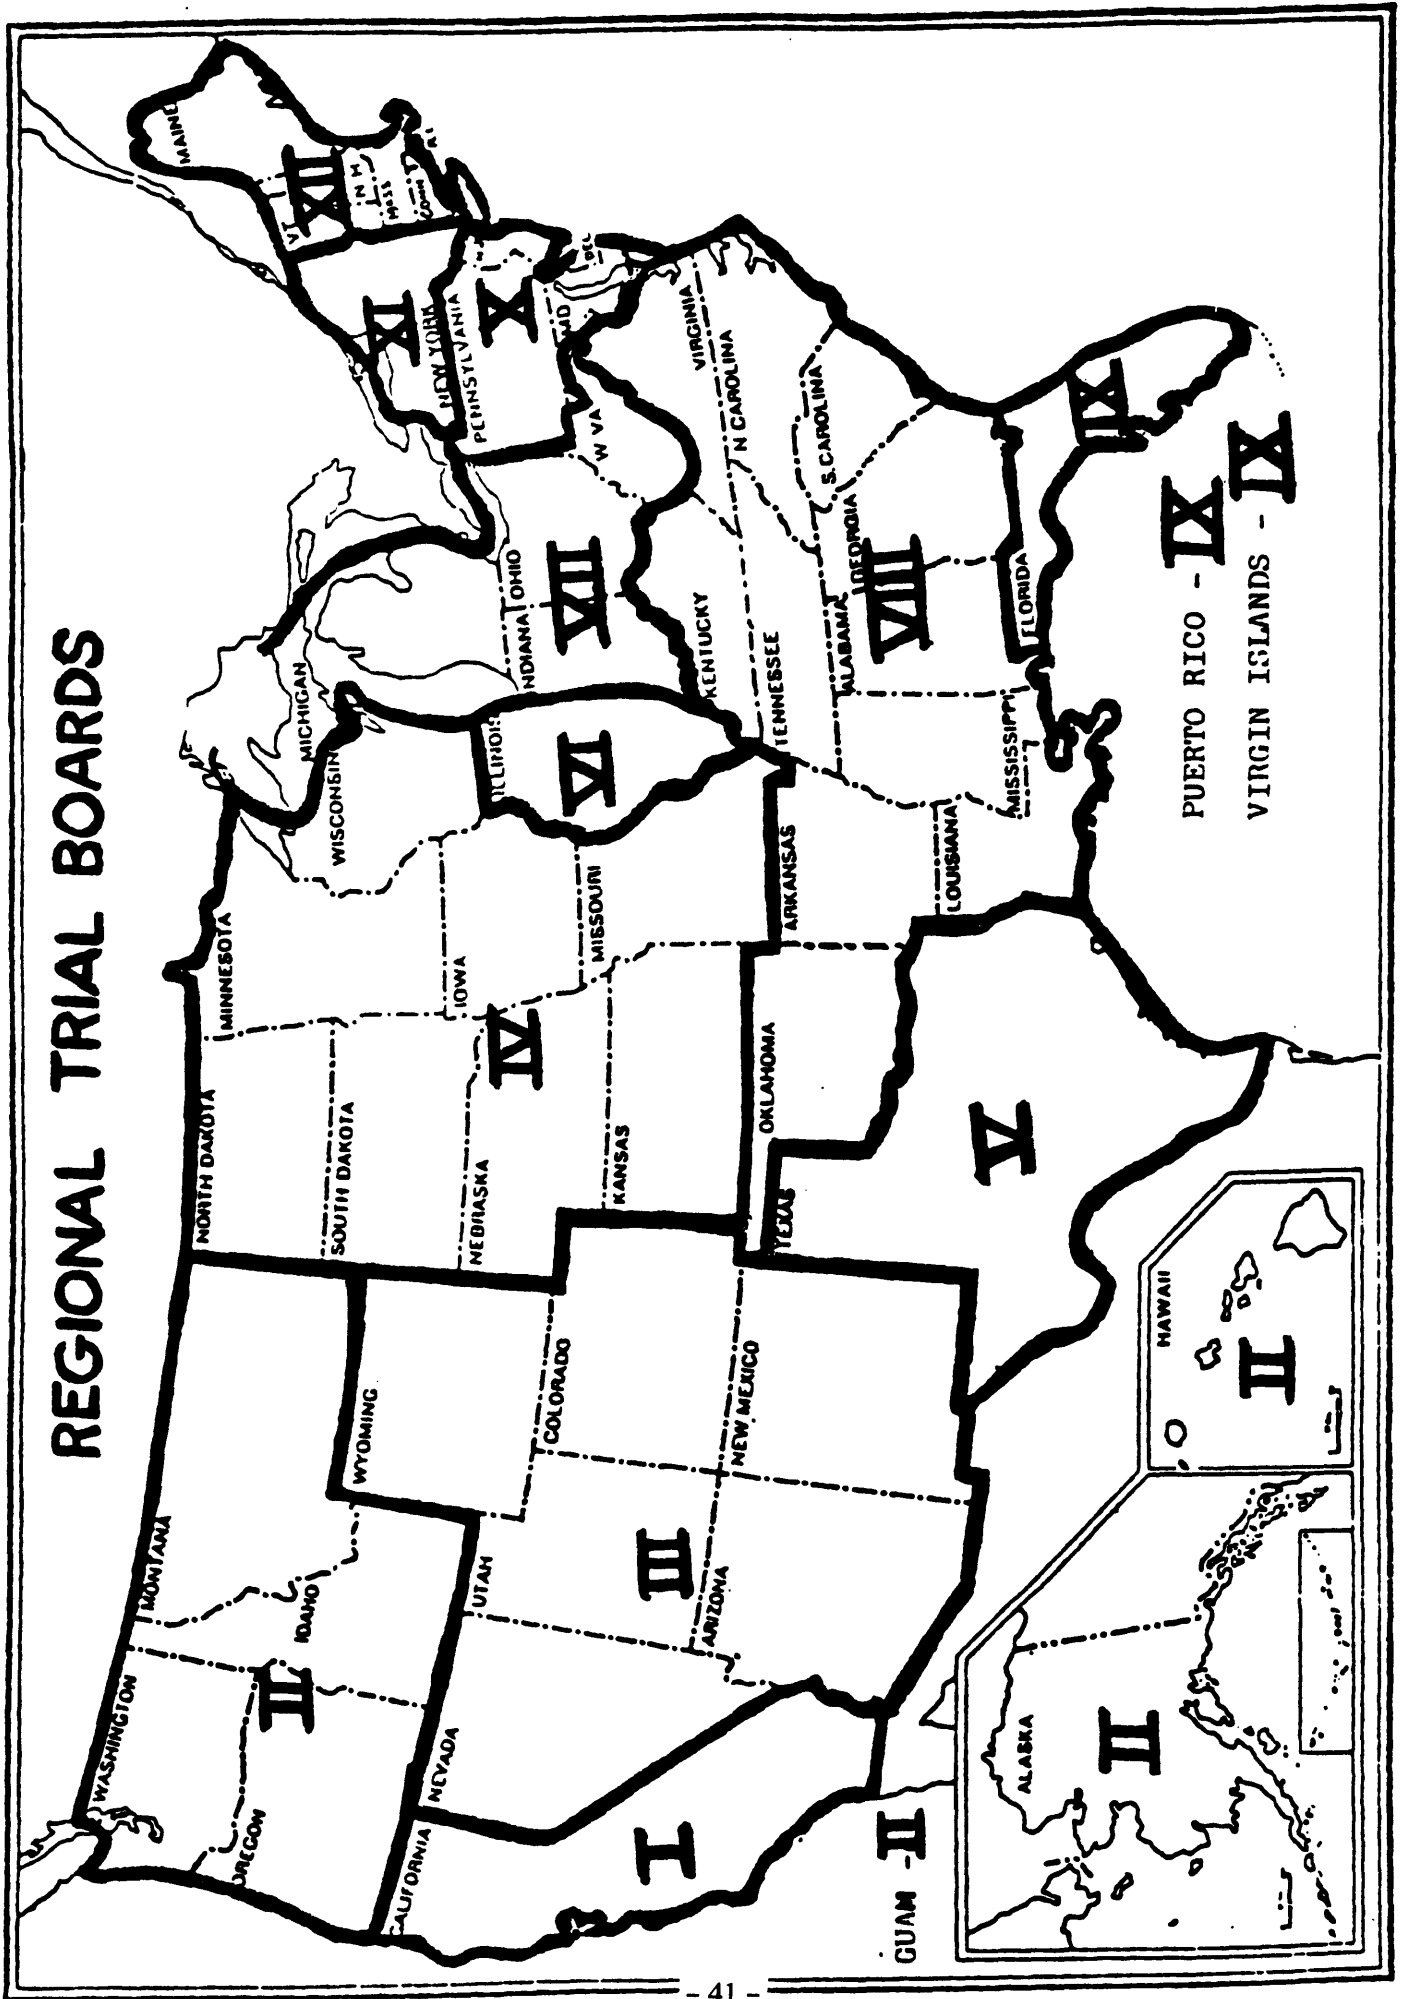 REGIONAL TRIAL BOARDS
WASHINGTON
MONTANA
NORTH DAKOTA
MINNESOTA
MICHIGAN
WISCONSIN
OREGON
IDAHO
II
WYOMING
SOUTH DAKOTA
IOWA
NEBRASKA
IV
ILLINOIS
VI
INDIANA
OHIO
VII
MAINE
VT
XII
N H
MASS
CONN
RI
NEW YORK
XI
PENNSYLVANIA
X
MD
DEL
W VA
VIRGINIA
CALIFORNIA
I
NEVADA
UTAH
III
COLORADO
KANSAS
MISSOURI
KENTUCKY
ARIZONA
NEW MEXICO
OKLAHOMA
TEXAS
V
ARKANSAS
TENNESSEE
N CAROLINA
S. CAROLINA
LOUISIANA
MISSISSIPPI
ALABAMA
GEORGIA
VIII
FLORIDA
IX
GUAM - II
ALASKA
II
HAWAII
II
PUERTO RICO - IX
VIRGIN ISLANDS - IX
- 41 -